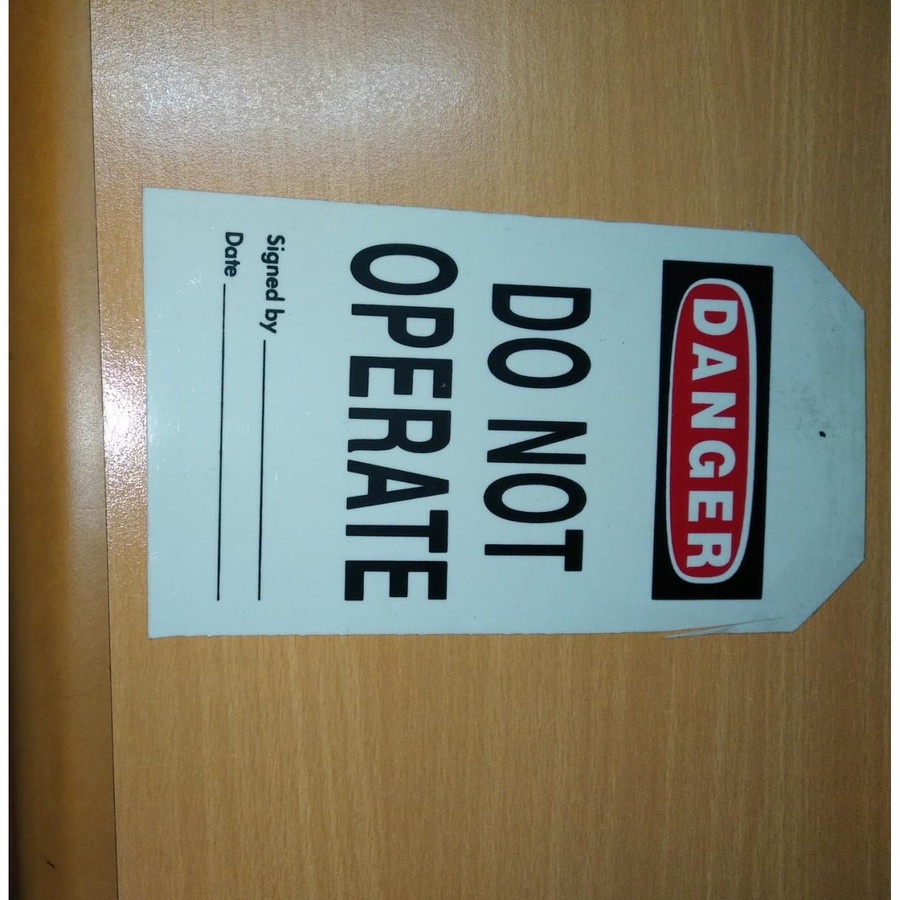 DANGER
DO NOT
OPERATE
Signed by
Date